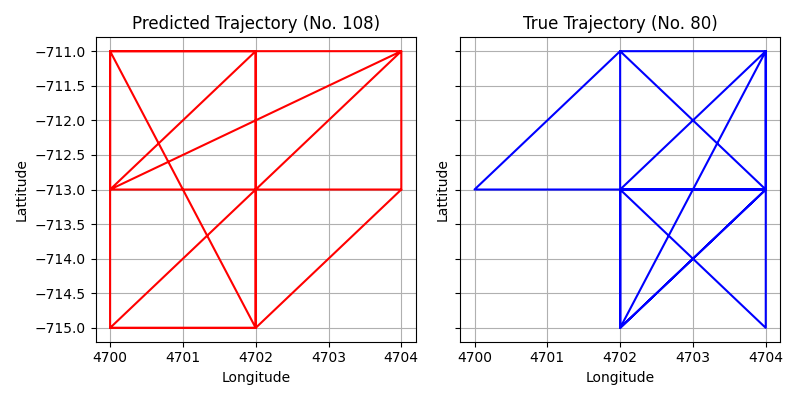 Predicted Trajectory (No. 108)
True Trajectory (No. 80)
Lattitude
−711.0
−711.5
−712.0
−712.5
−713.0
−713.5
−714.0
−714.5
−715.0
4700 4701 4702 4703 4704
Longitude
Lattitude
4700 4701 4702 4703 4704
Longitude